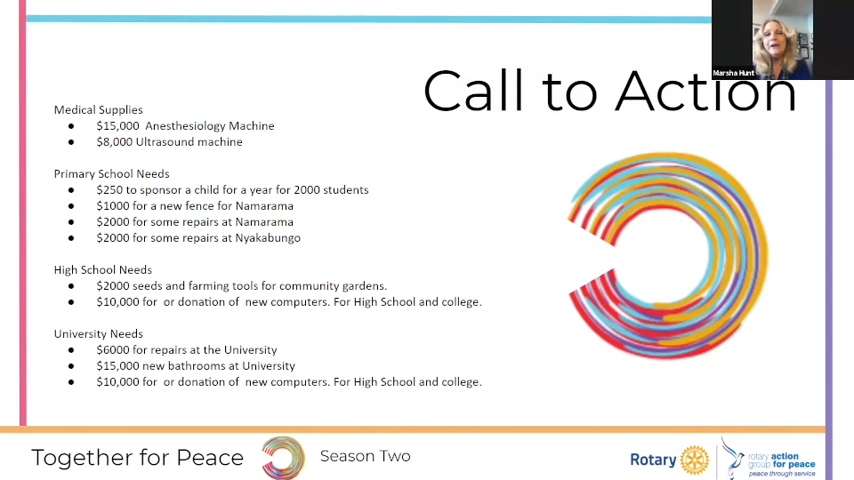 Marsha Hunt
Call to Action
Medical Supplies
● $15,000 Anesthesiology Machine
● $8,000 Ultrasound machine
Primary School Needs
● $250 to sponsor a child for a year for 2000 students
● $1000 for a new fence for Namarama
● $2000 for some repairs at Namarama
● $2000 for some repairs at Nyakabungo
High School Needs
● $2000 seeds and farming tools for community gardens.
● $10,000 for or donation of new computers. For High School and college.
University Needs
● $6000 for repairs at the University
● $15,000 new bathrooms at University
● $10,000 for or donation of new computers. For High School and college.
Together for Peace
Season Two
Rotary
rotary action
group for peace
peace through service